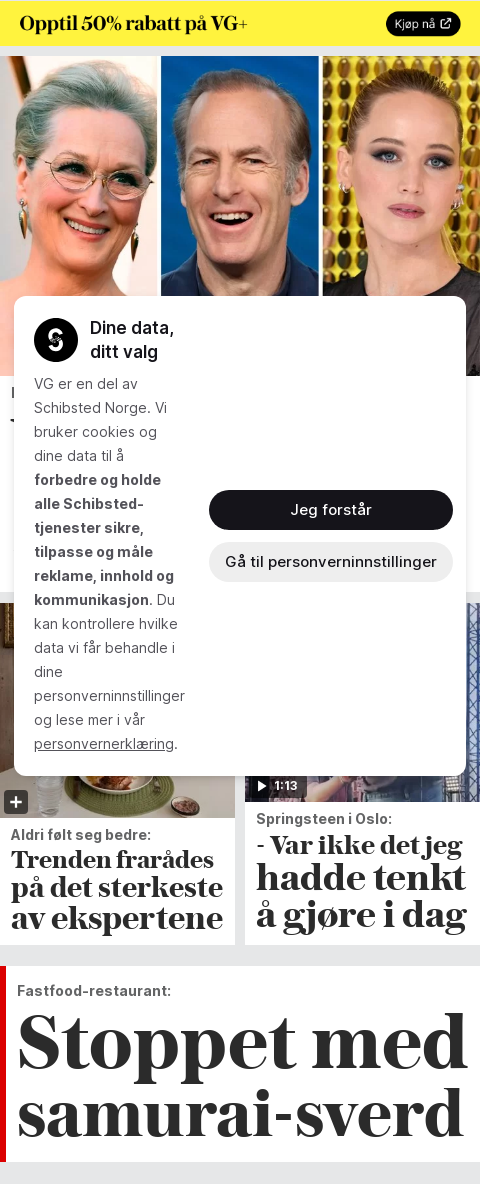 Opptil 50% rabatt på VG+
Kjøp nå
Dine data,
ditt valg
VG er en del av
Schibsted Norge. Vi
bruker cookies og
dine data til å
forbedre og holde
alle Schibsted-
tjenester sikre,
tilpasse og måle
reklame, innhold og
kommunikasjon. Du
kan kontrollere hvilke
data vi får behandle i
dine
personverninnstillinger
og lese mer i vår
personvernerklæring.
Jeg forstår
Gå til personverninnstillinger
Aldri følt seg bedre:
Trenden frarådes
på det sterkeste
av ekspertene
1:13
Springsteen i Oslo:
- Var ikke det jeg
hadde tenkt
å gjøre i dag
Fastfood-restaurant:
Stoppet med
samurai-sverd